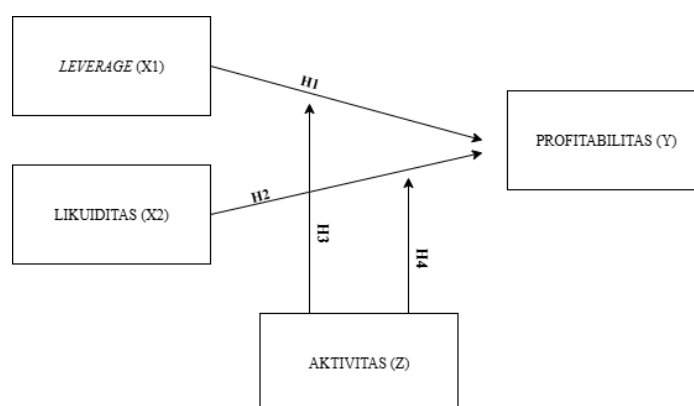 LEVERAGE (X1)
H1
PROFITABILITAS (Y)
LIKUIDITAS (X2)
H2
H3
H4
AKTIVITAS (Z)